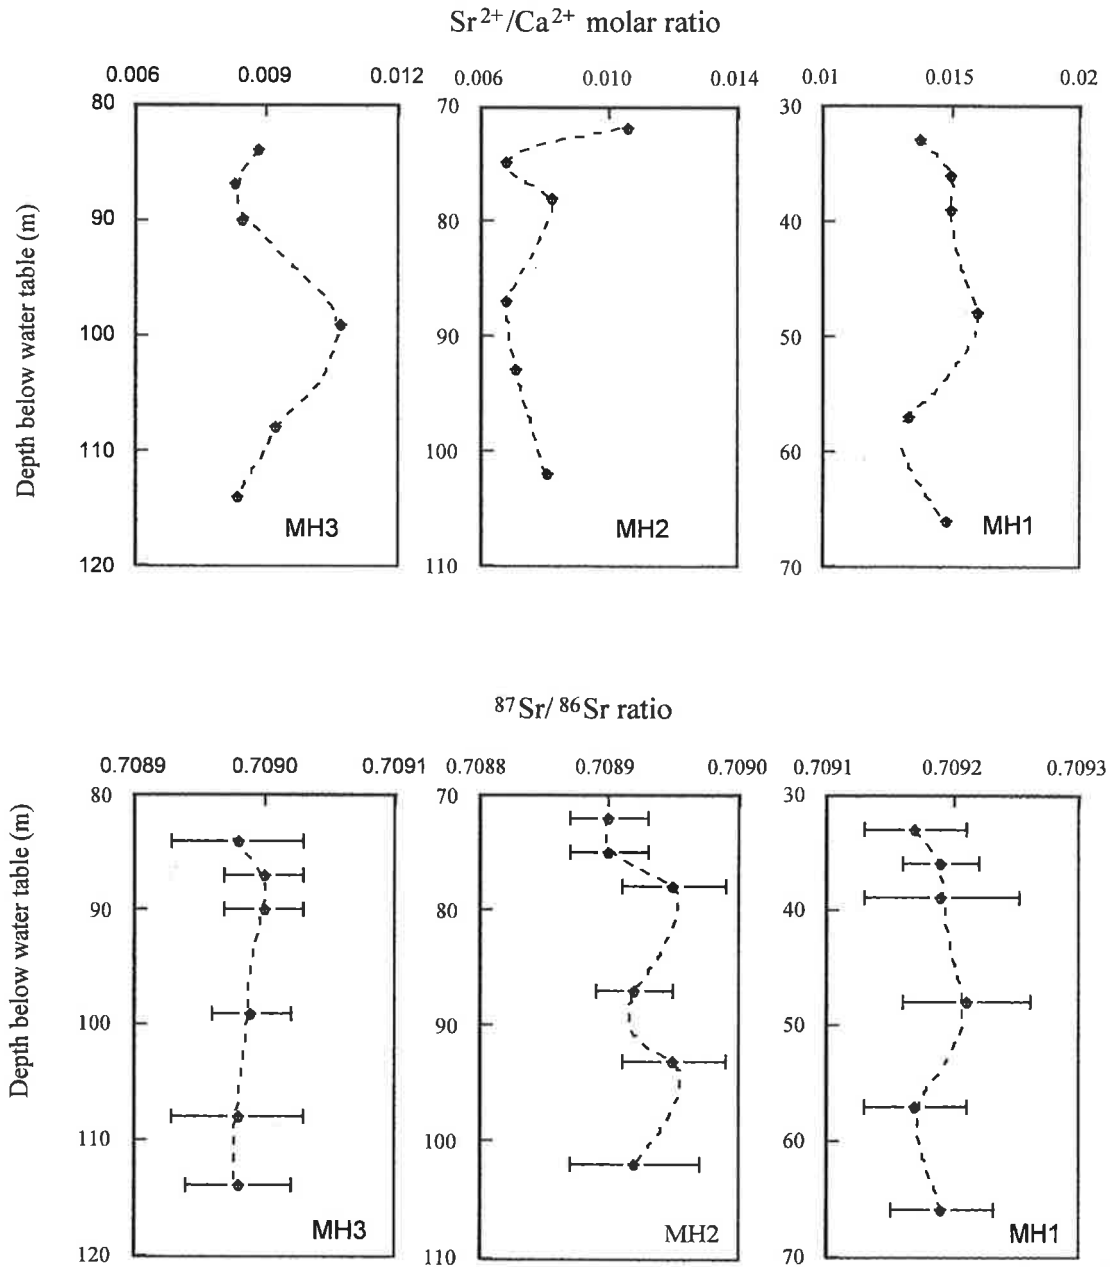 Sr²⁺/Ca²⁺ molar ratio
0.006 0.009 0.012 0.006 0.010 0.014 0.01 0.015 0.02
80 70 30
90 80 40
Depth below water table (m)
100 90 50
110 100 60
MH3 MH2 MH1
120 110 70
⁸⁷Sr/ ⁸⁶Sr ratio
0.7089 0.7090 0.7091 0.7088 0.7089 0.7090 0.7091 0.7092 0.7093
80 70 30
90 80 40
Depth below water table (m)
100 90 50
110 100 60
MH3 MH2 MH1
120 110 70